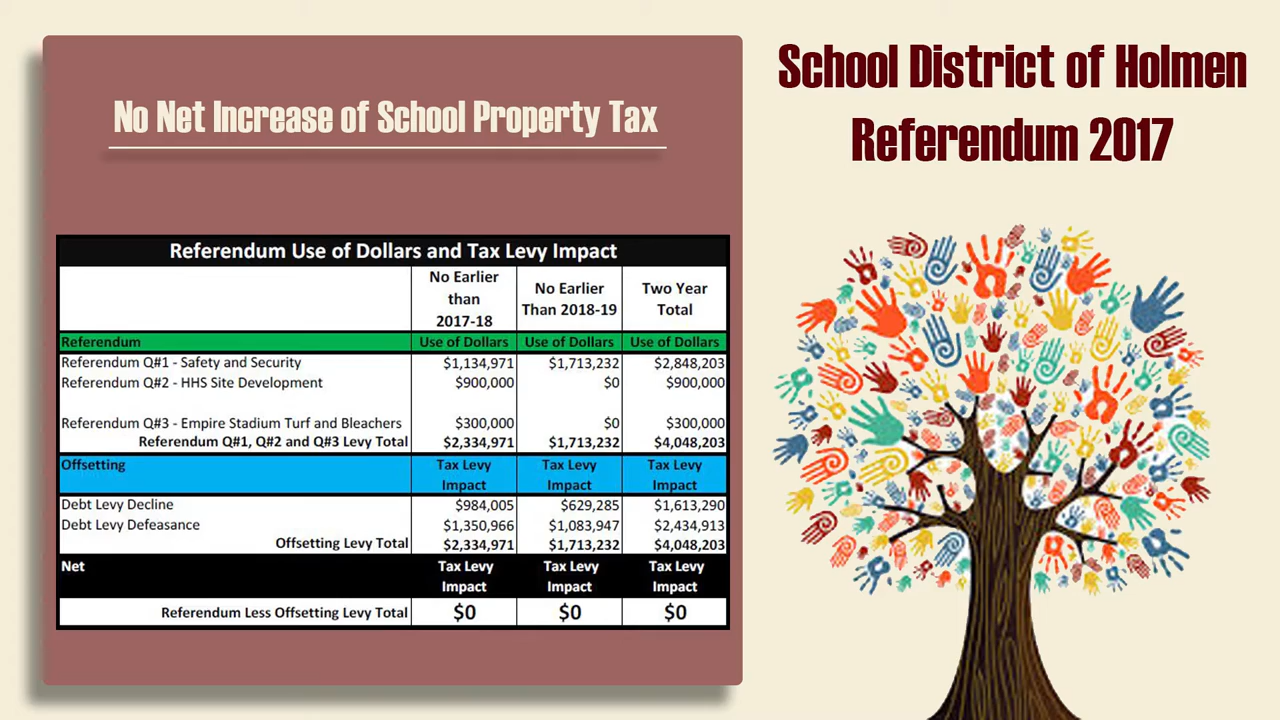 No Net Increase of School Property Tax
School District of Holmen
Referendum 2017
Referendum Use of Dollars and Tax Levy Impact
No Earlier than 2017-18 No Earlier Than 2018-19 Two Year Total
Referendum Use of Dollars Use of Dollars Use of Dollars
Referendum Q#1 - Safety and Security $1,134,971 $1,713,232 $2,848,203
Referendum Q#2 - HHS Site Development $900,000 $0 $900,000
Referendum Q#3 - Empire Stadium Turf and Bleachers $300,000 $0 $300,000
Referendum Q#1, Q#2 and Q#3 Levy Total $2,334,971 $1,713,232 $4,048,203
Offsetting Tax Levy Impact Tax Levy Impact Tax Levy Impact
Debt Levy Decline $984,005 $629,285 $1,613,290
Debt Levy Defeasance $1,350,966 $1,083,947 $2,434,913
Offsetting Levy Total $2,334,971 $1,713,232 $4,048,203
Net Tax Levy Impact Tax Levy Impact Tax Levy Impact
Referendum Less Offsetting Levy Total $0 $0 $0